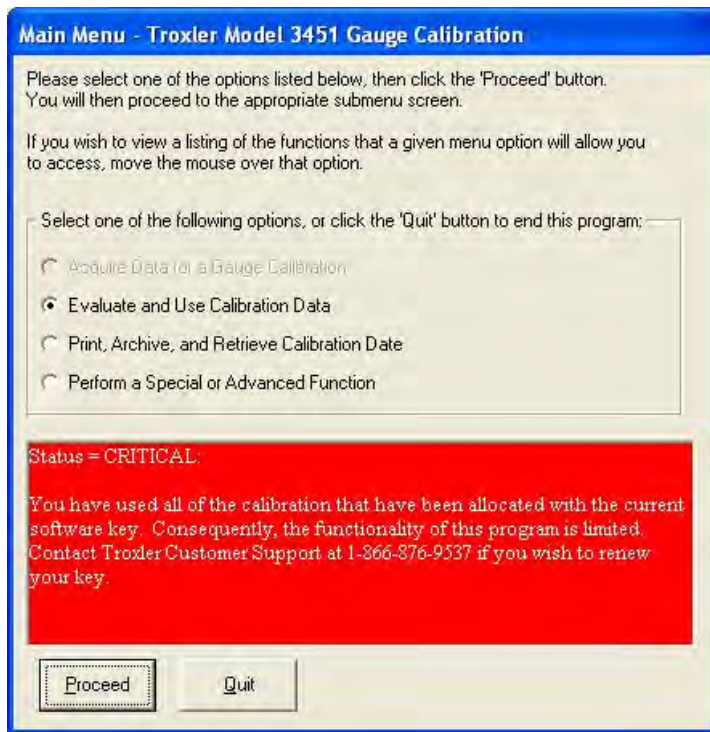 Main Menu - Troxler Model 3451 Gauge Calibration
Please select one of the options listed below, then click the 'Proceed' button.
You will then proceed to the appropriate submenu screen.
If you wish to view a listing of the functions that a given menu option will allow you
to access, move the mouse over that option.
Select one of the following options, or click the 'Quit' button to end this program:
Acquire Data for a Gauge Calibration
Evaluate and Use Calibration Data
Print, Archive, and Retrieve Calibration Date
Perform a Special or Advanced Function
Status = CRITICAL:
You have used all of the calibration that have been allocated with the current
software key. Consequently, the functionality of this program is limited.
Contact Troxler Customer Support at 1-866-876-9537 if you wish to renew
your key.
Proceed
Quit